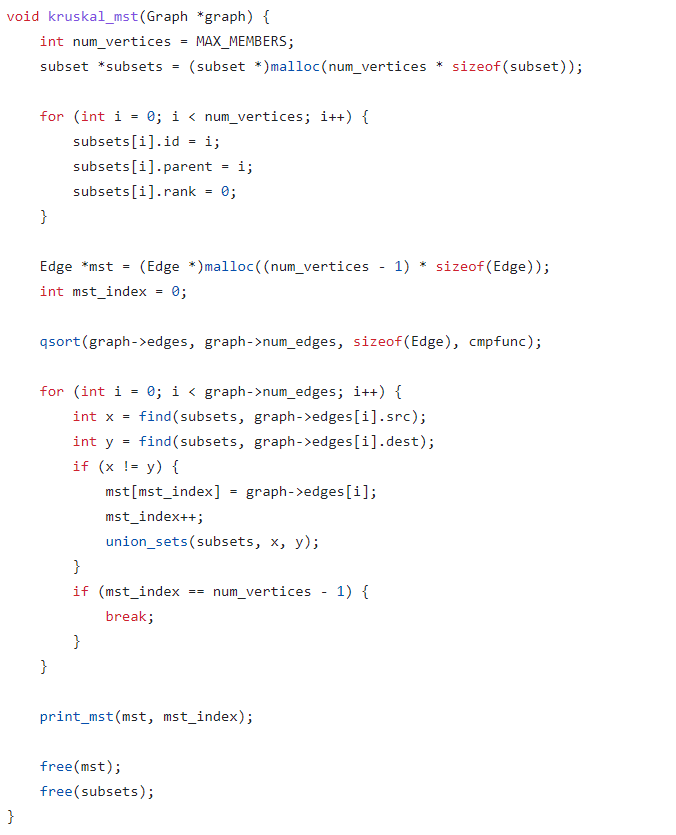 void kruskal_mst(Graph *graph) {
    int num_vertices = MAX_MEMBERS;
    subset *subsets = (subset *)malloc(num_vertices * sizeof(subset));

    for (int i = 0; i < num_vertices; i++) {
        subsets[i].id = i;
        subsets[i].parent = i;
        subsets[i].rank = 0;
    }

    Edge *mst = (Edge *)malloc((num_vertices - 1) * sizeof(Edge));
    int mst_index = 0;

    qsort(graph->edges, graph->num_edges, sizeof(Edge), cmpfunc);

    for (int i = 0; i < graph->num_edges; i++) {
        int x = find(subsets, graph->edges[i].src);
        int y = find(subsets, graph->edges[i].dest);
        if (x != y) {
            mst[mst_index] = graph->edges[i];
            mst_index++;
            union_sets(subsets, x, y);
        }
        if (mst_index == num_vertices - 1) {
            break;
        }
    }

    print_mst(mst, mst_index);

    free(mst);
    free(subsets);
}